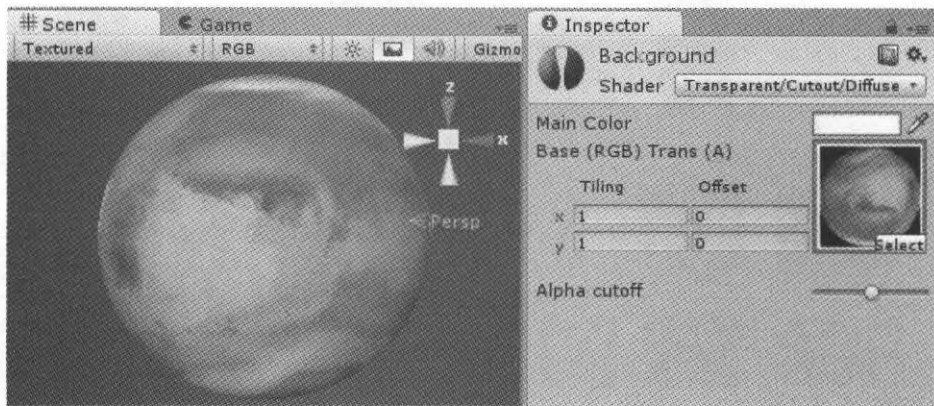 Scene Game
Textured RGB Gizmo
z
x
Persp
Inspector
Background
Shader Transparent/Cutout/Diffuse
Main Color
Base (RGB) Trans (A)
Tiling Offset
x 1 0
y 1 0
Select
Alpha cutoff